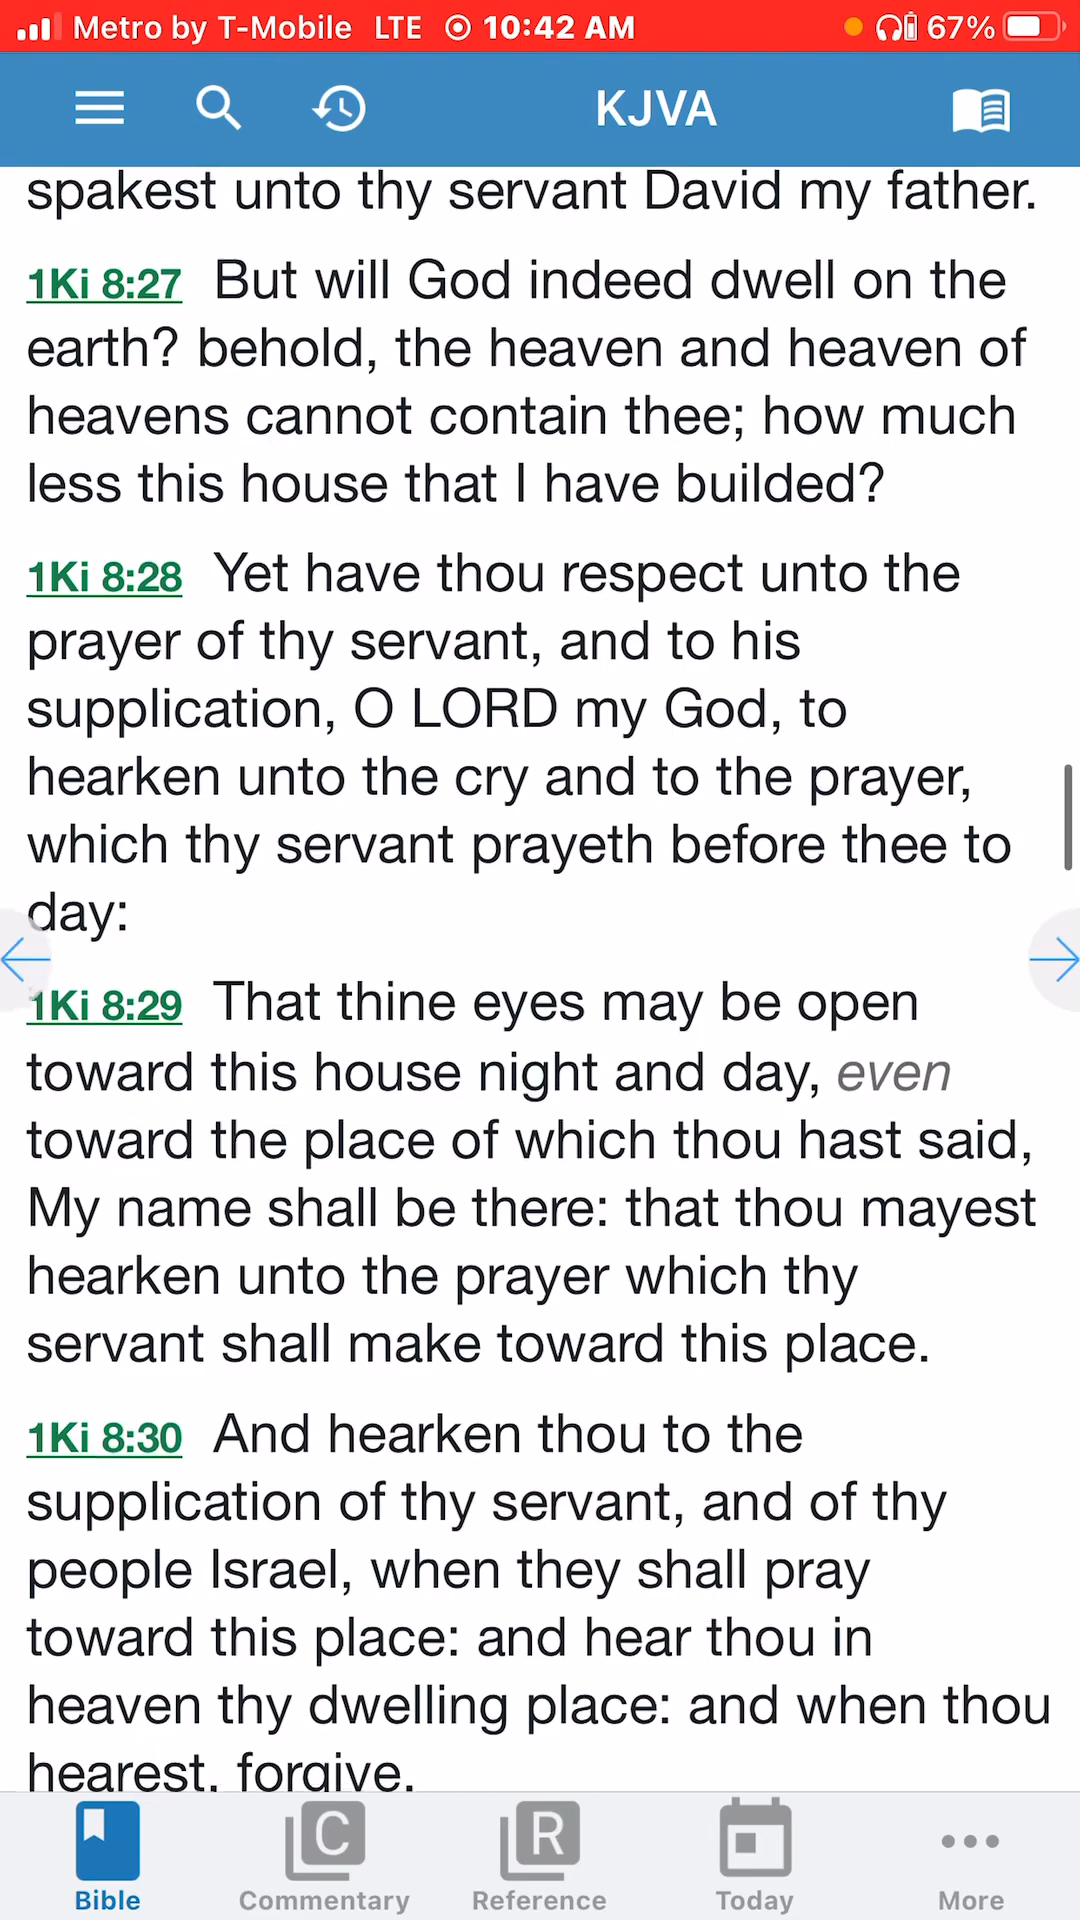 Metro by T-Mobile LTE 10:42 AM 67%
KJVA
spakest unto thy servant David my father.
1Ki 8:27 But will God indeed dwell on the
earth? behold, the heaven and heaven of
heavens cannot contain thee; how much
less this house that I have builded?
1Ki 8:28 Yet have thou respect unto the
prayer of thy servant, and to his
supplication, O LORD my God, to
hearken unto the cry and to the prayer,
which thy servant prayeth before thee to
day:
1Ki 8:29 That thine eyes may be open
toward this house night and day, even
toward the place of which thou hast said,
My name shall be there: that thou mayest
hearken unto the prayer which thy
servant shall make toward this place.
1Ki 8:30 And hearken thou to the
supplication of thy servant, and of thy
people Israel, when they shall pray
toward this place: and hear thou in
heaven thy dwelling place: and when thou
hearest, forgive.
C R
Bible Commentary Reference Today More